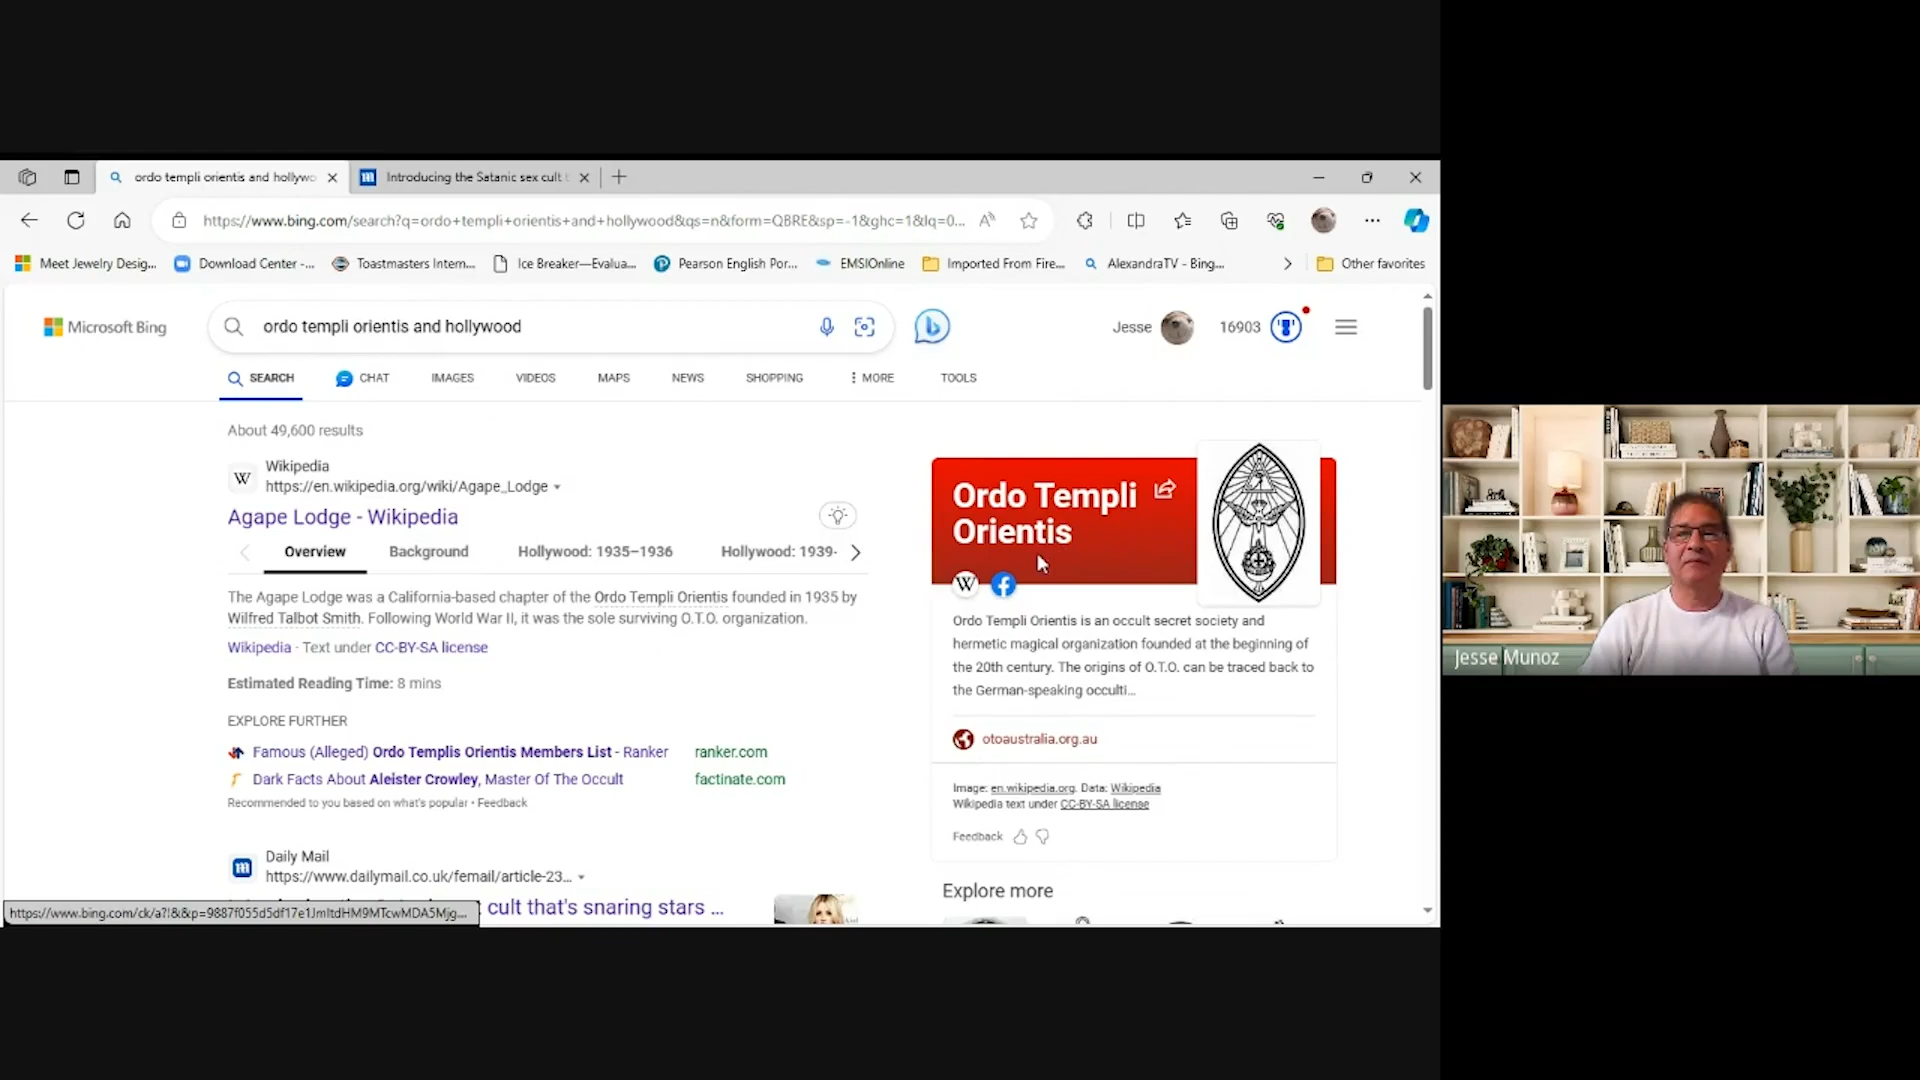 ordo templi orientis and hollywo
Introducing the Satanic sex cult t
https://www.bing.com/search?q=ordo+templi+orientis+and+hollywood&qs=n&form=QBRE&sp=-1&ghc=1&lq=0...
Meet Jewelry Desig...
Download Center -...
Toastmasters Intern...
Ice Breaker—Evalua...
Pearson English Por...
EMSIOnline
Imported From Fire...
AlexandraTV - Bing...
Other favorites
Microsoft Bing
ordo templi orientis and hollywood
Jesse
16903
SEARCH
CHAT
IMAGES
VIDEOS
MAPS
NEWS
SHOPPING
MORE
TOOLS
About 49,600 results
W
Wikipedia
https://en.wikipedia.org/wiki/Agape_Lodge
Agape Lodge - Wikipedia
Overview
Background
Hollywood: 1935–1936
Hollywood: 1939-
The Agape Lodge was a California-based chapter of the Ordo Templi Orientis founded in 1935 by
Wilfred Talbot Smith. Following World War II, it was the sole surviving O.T.O. organization.
Wikipedia · Text under CC-BY-SA license
Estimated Reading Time: 8 mins
EXPLORE FURTHER
Famous (Alleged) Ordo Templis Orientis Members List - Ranker
ranker.com
Dark Facts About Aleister Crowley, Master Of The Occult
factinate.com
Recommended to you based on what's popular • Feedback
Daily Mail
https://www.dailymail.co.uk/femail/article-23...
cult that's snaring stars ...
https://www.bing.com/ck/a?!&&p=9887f055d5df17e1JmltdHM9MTcwMDA5Mjg...
Ordo Templi
Orientis
W
Ordo Templi Orientis is an occult secret society and
hermetic magical organization founded at the beginning of
the 20th century. The origins of O.T.O. can be traced back to
the German-speaking occulti...
otoaustralia.org.au
Image: en.wikipedia.org. Data: Wikipedia
Wikipedia text under CC-BY-SA license
Feedback
Explore more
Jesse Munoz